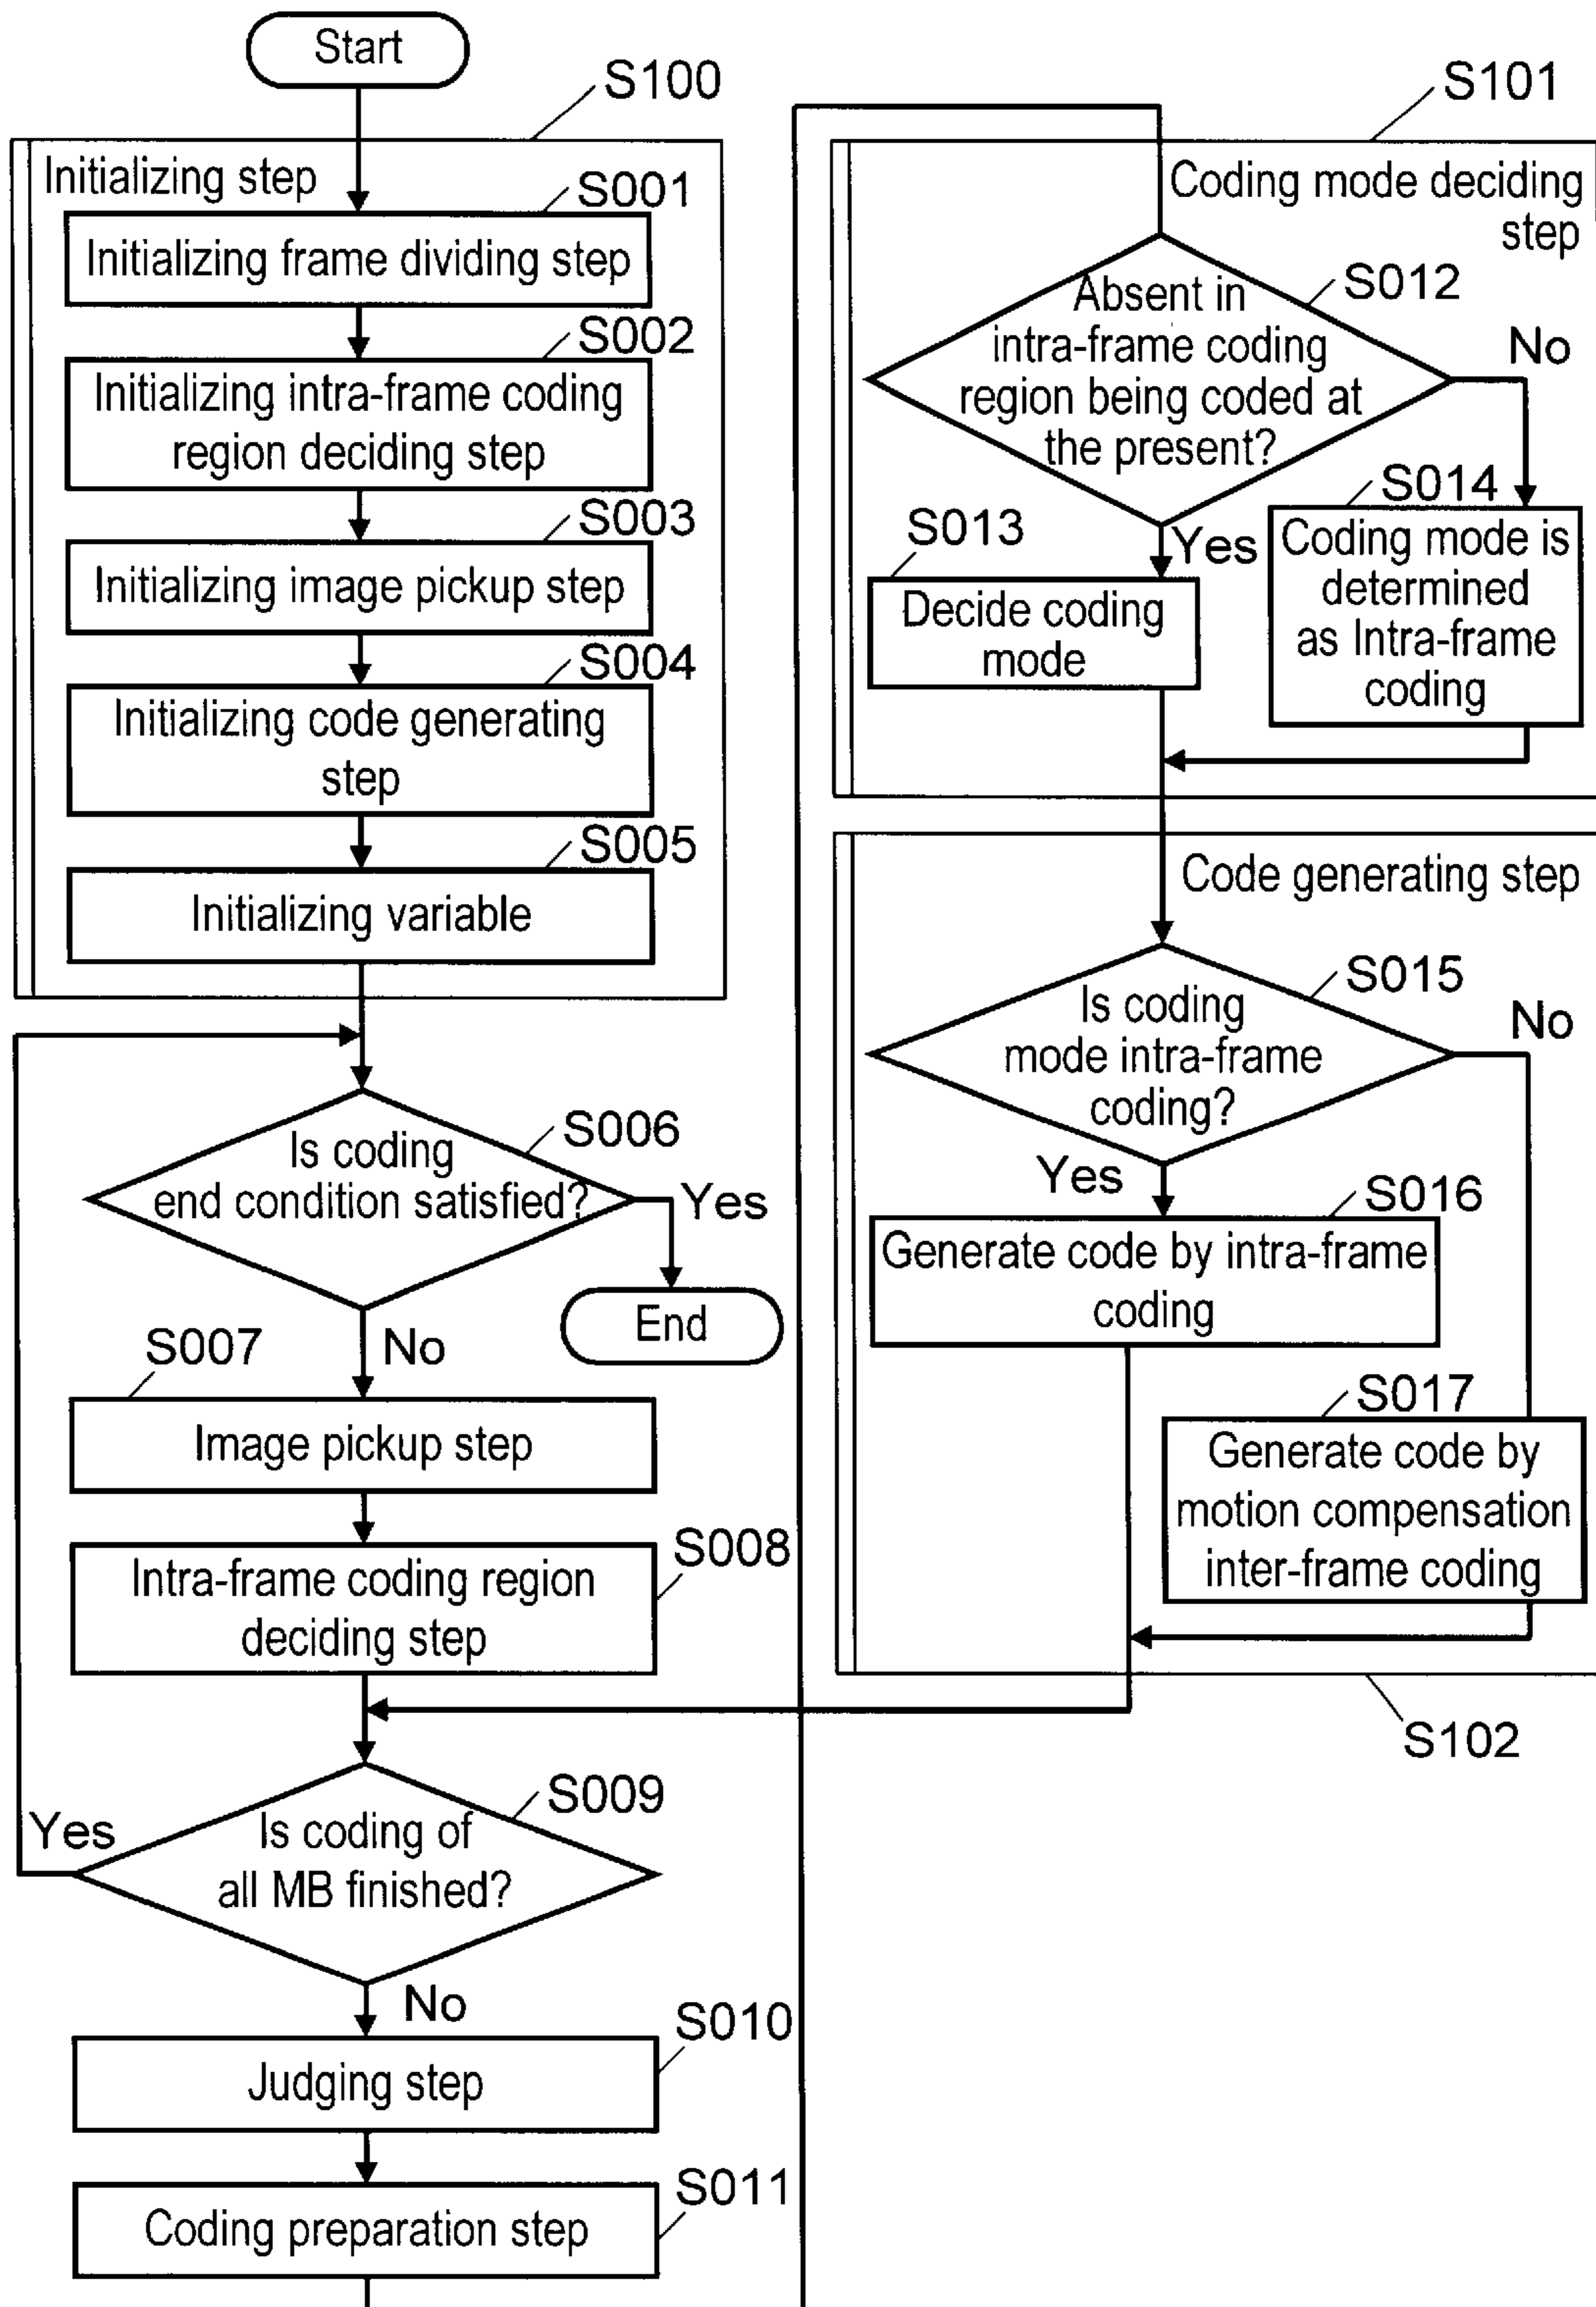 Start
S100
Initializing step
S001
Initializing frame dividing step
S002
Initializing intra-frame coding
region deciding step
S003
Initializing image pickup step
S004
Initializing code generating
step
S005
Initializing variable
S006
Is coding
end condition satisfied?
Yes
End
No
S007
Image pickup step
S008
Intra-frame coding region
deciding step
S009
Yes
Is coding of
all MB finished?
No
S010
Judging step
S011
Coding preparation step
S101
Coding mode deciding
step
S012
Absent in
intra-frame coding
region being coded at
the present?
No
S014
S013
Yes
Coding mode is
determined
as Intra-frame
coding
Decide coding
mode
Code generating step
S015
Is coding
mode intra-frame
coding?
No
Yes
S016
Generate code by intra-frame
coding
S017
Generate code by
motion compensation
inter-frame coding
S102